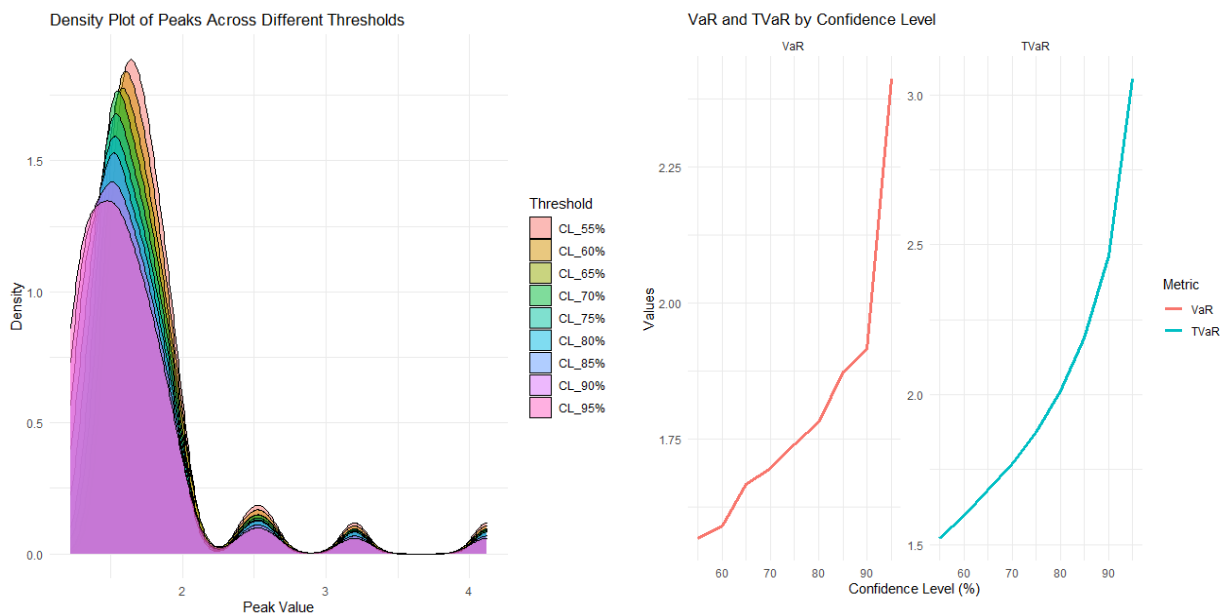 Density Plot of Peaks Across Different Thresholds
1.5
1.0
0.5
0.0
Density
2
3
4
Peak Value
Threshold
CL_55%
CL_60%
CL_65%
CL_70%
CL_75%
CL_80%
CL_85%
CL_90%
CL_95%
VaR and TVaR by Confidence Level
VaR
TVaR
2.25
2.00
1.75
Values
3.0
2.5
2.0
1.5
60
70
80
90
60
70
80
90
Confidence Level (%)
Metric
VaR
TVaR